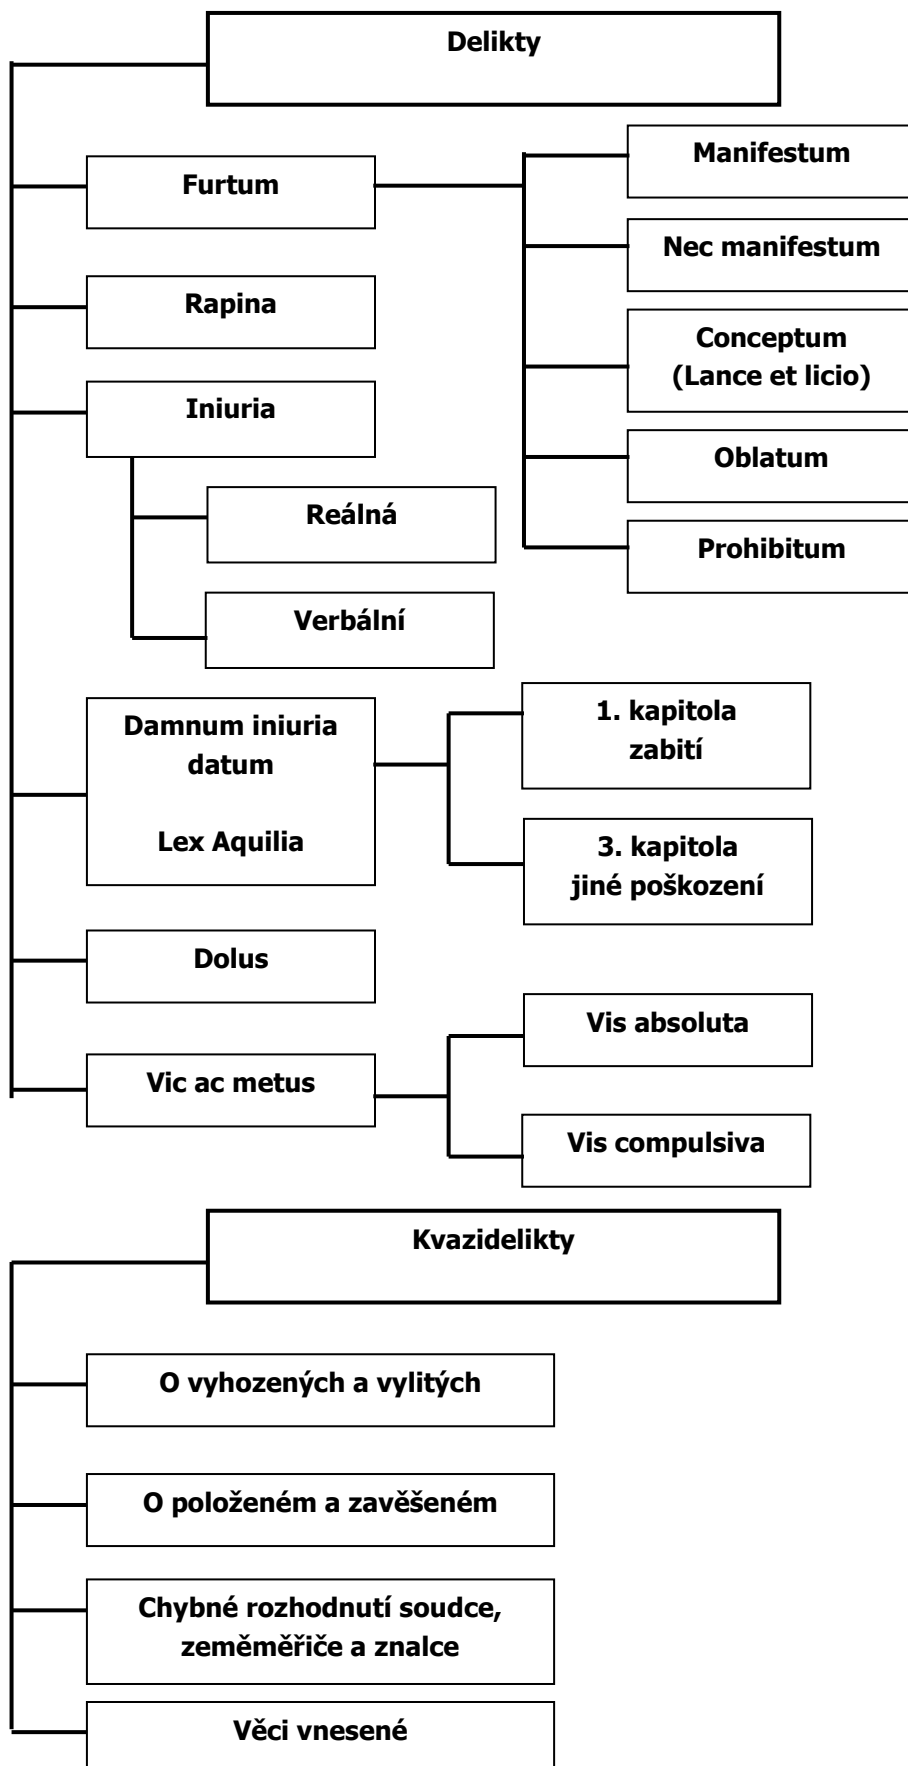 Delikty
Furtum
Manifestum
Nec manifestum
Conceptum
(Lance et licio)
Oblatum
Prohibitum
Rapina
Iniuria
Reálná
Verbální
Damnum iniuria
datum
Lex Aquilia
1. kapitola
zabití
3. kapitola
jiné poškození
Dolus
Vic ac metus
Vis absoluta
Vis compulsiva
Kvazidelikty
O vyhozených a vylitých
O položeném a zavěšeném
Chybné rozhodnutí soudce,
zeměměřiče a znalce
Věci vnesené